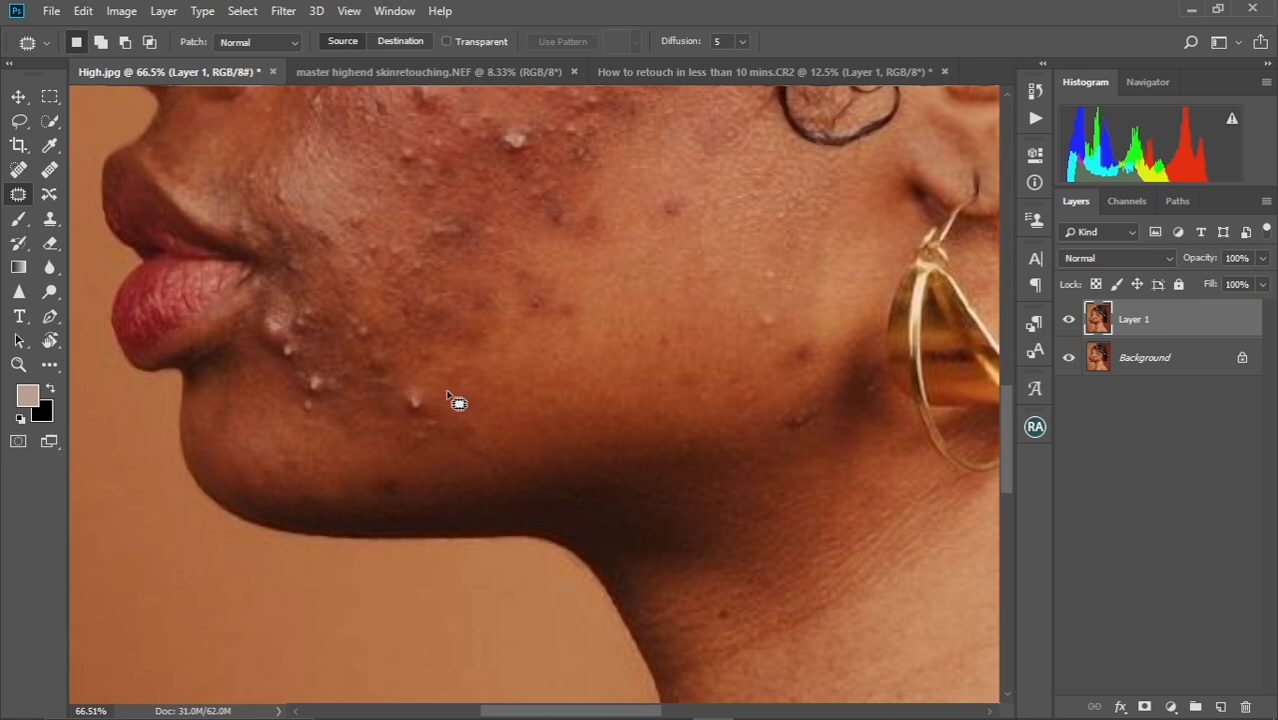 Ps File Edit Image Layer Type Select Filter 3D View Window Help
Patch: Normal Source Destination Transparent Use Pattern Diffusion: 5
High.jpg @ 66.5% (Layer 1, RGB/8#) * × master highend skinretouching.NEF @ 8.33% (RGB/8*) × How to retouch in less than 10 mins.CR2 @ 12.5% (Layer 1, RGB/8*) * ×
Histogram Navigator
Layers Channels Paths
Kind
Normal Opacity: 100%
Lock: Fill: 100%
Layer 1
Background
RA
66.51% Doc: 31.0M/62.0M